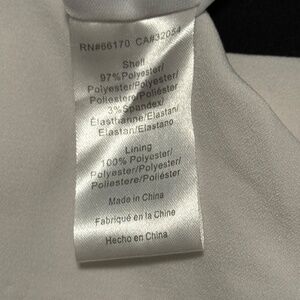 RN#66170 CA#32054
Shell
97%Polyester/
Polyester/Polyester/
Poliestere/Poliéster
3%Spandex/
Élasthanne/Elastan/
Elastan/Elastano
Lining
100% Polyester/
Polyester/Polyester/
Poliestere/Poliéster
Made in China
Fabriqué en la Chine
Hecho en China